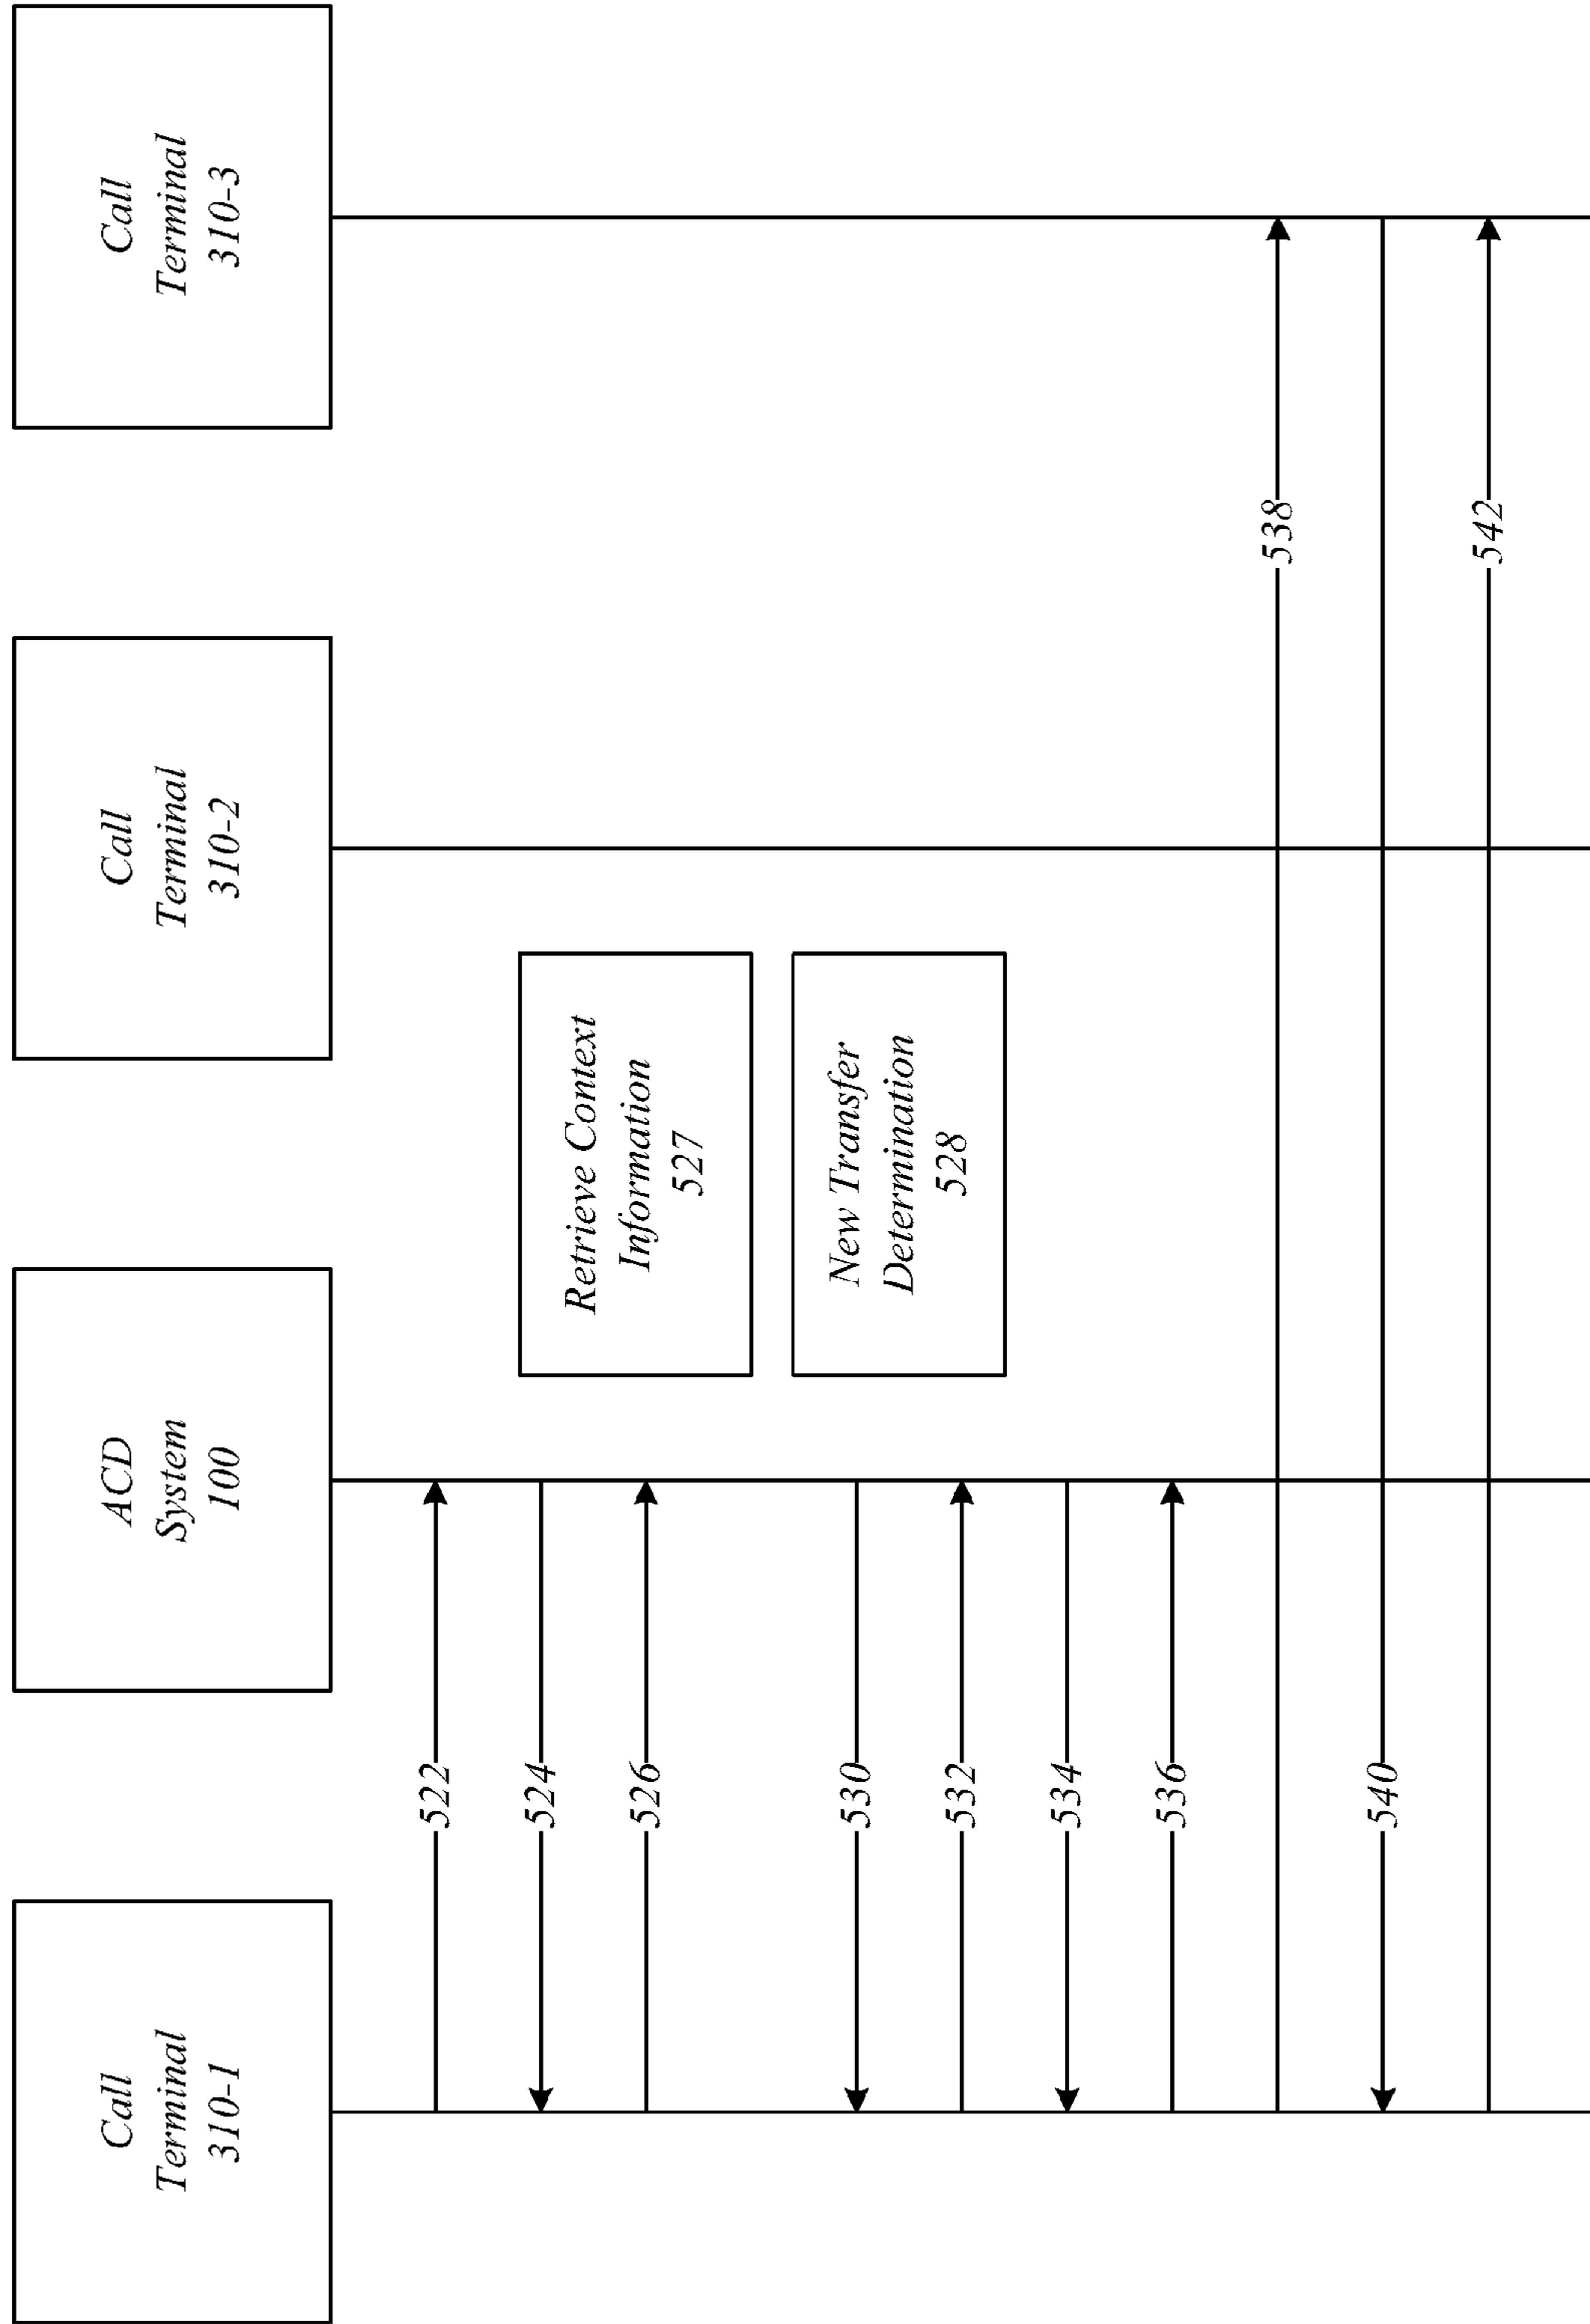 Call
Terminal
310-1
ACD
System
100
Call
Terminal
310-2
Call
Terminal
310-3
522
524
526
Retrieve Context
Information
527
New Transfer
Determination
528
530
532
534
536
538
540
542